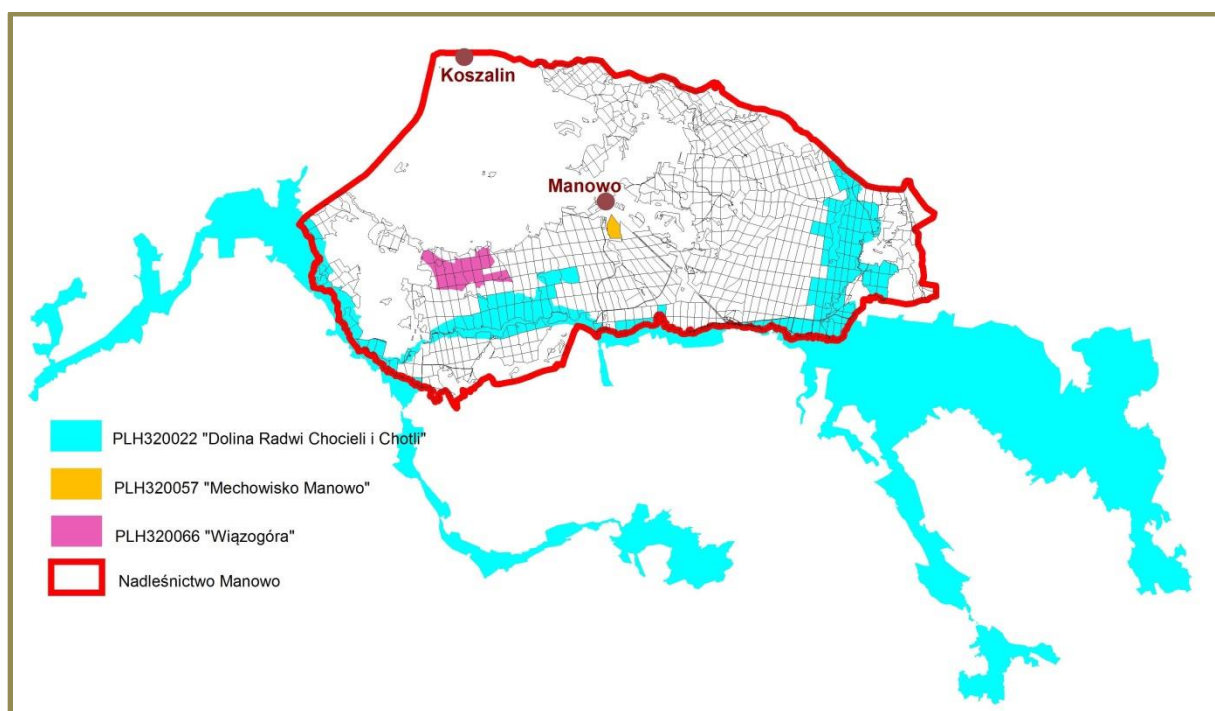 Koszalin
Manowo
PLH320022 "Dolina Radwi Chocieli i Chotli"
PLH320057 "Mechowisko Manowo"
PLH320066 "Wiązogóra"
Nadleśnictwo Manowo